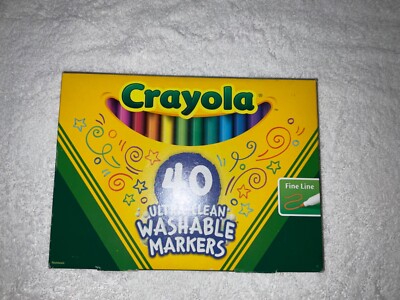 Crayola
40
ULTRA-CLEAN
WASHABLE
MARKERS
Fine Line